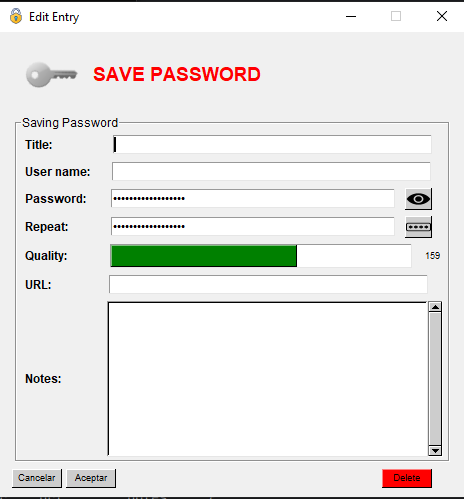 Edit Entry
SAVE PASSWORD
Saving Password
Title:
User name:
Password: ••••••••••••••••••
Repeat: ••••••••••••••••••
Quality: 159
URL:
Notes:
Cancelar Aceptar Delete